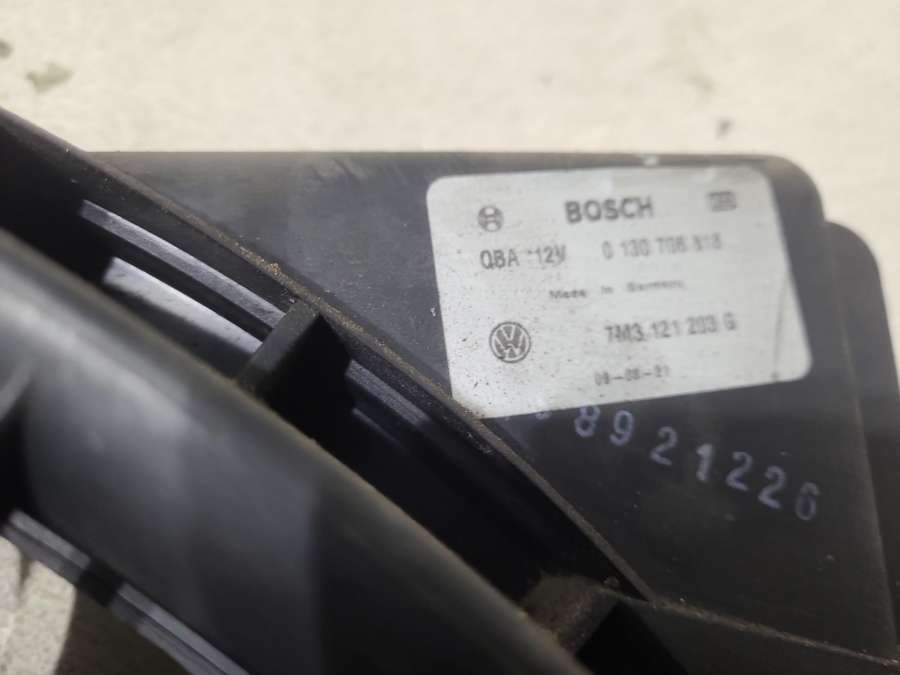 BOSCH
QBA 12V 0 130 706 818
Made in Germany
7M3 121 203 G
8921226